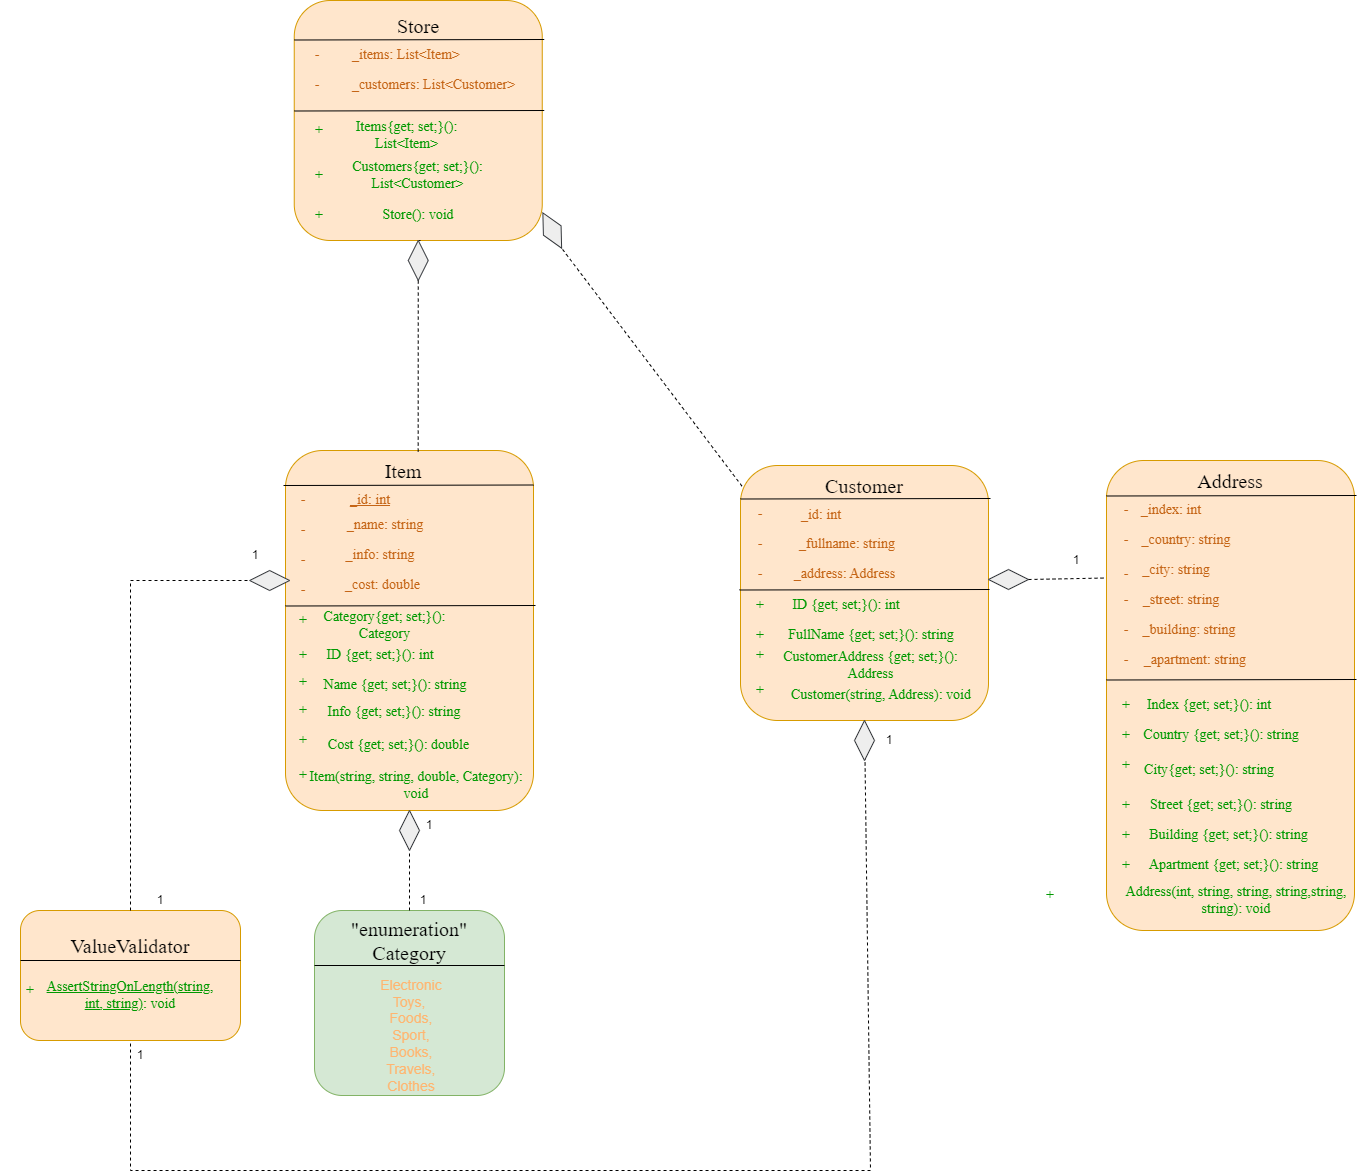 Store
- _items: List<Item>
- _customers: List<Customer>
+ Items{get; set;}():
List<Item>
+ Customers{get; set;}():
List<Customer>
+ Store(): void
Item
- _id: int
- _name: string
- _info: string
- _cost: double
+ Category{get; set;}():
Category
+ ID {get; set;}(): int
+ Name {get; set;}(): string
+ Info {get; set;}(): string
+ Cost {get; set;}(): double
+ Item(string, string, double, Category):
void
Customer
- _id: int
- _fullname: string
- _address: Address
+ ID {get; set;}(): int
+ FullName {get; set;}(): string
+ CustomerAddress {get; set;}():
Address
+ Customer(string, Address): void
Address
- _index: int
- _country: string
- _city: string
- _street: string
- _building: string
- _apartment: string
+ Index {get; set;}(): int
+ Country {get; set;}(): string
+ City{get; set;}(): string
+ Street {get; set;}(): string
+ Building {get; set;}(): string
+ Apartment {get; set;}(): string
+ Address(int, string, string, string,string,
string): void
1
1
1
1
1
1
1
ValueValidator
+ AssertStringOnLength(string,
int, string): void
"enumeration"
Category
Electronic
Toys,
Foods,
Sport,
Books,
Travels,
Clothes